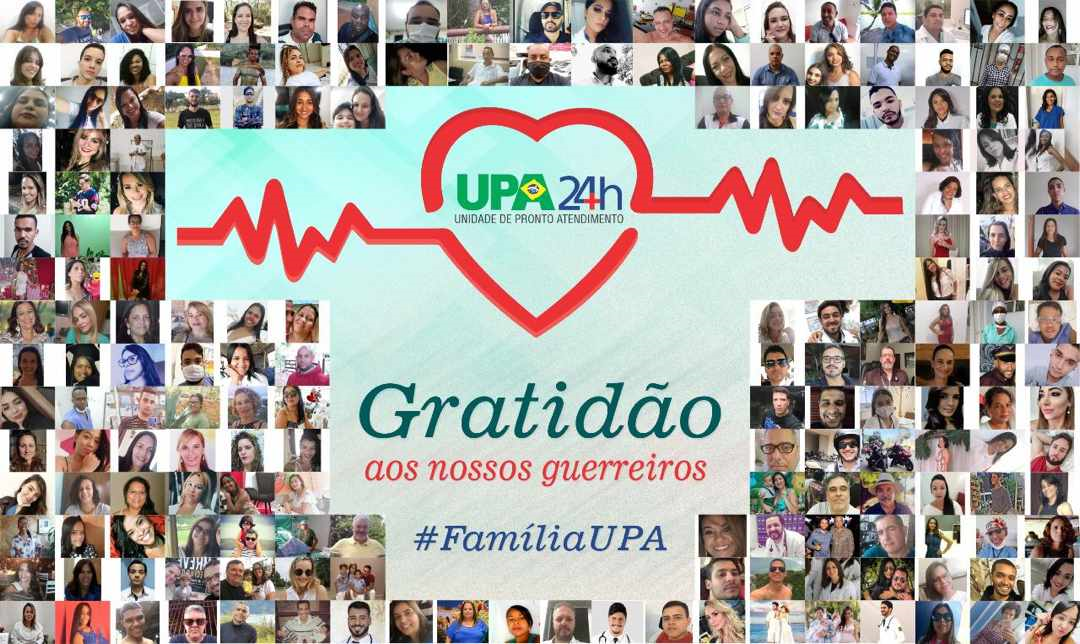 UPA 24h
UNIDADE DE PRONTO ATENDIMENTO
Gratidão
aos nossos guerreiros
#FamíliaUPA